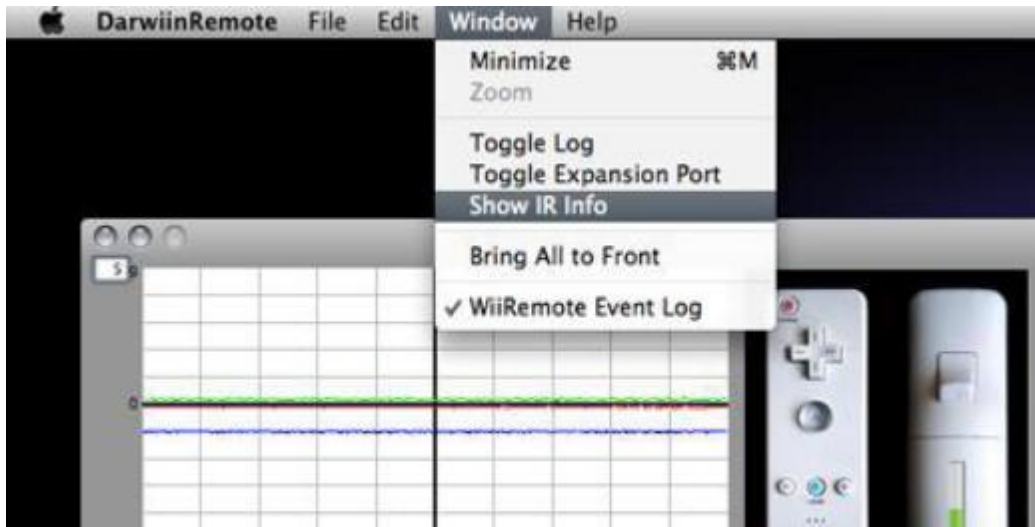 DarwiinRemote File Edit Window Help
Minimize ⌘M
Zoom
Toggle Log
Toggle Expansion Port
Show IR Info
Bring All to Front
✓ WiiRemote Event Log
0